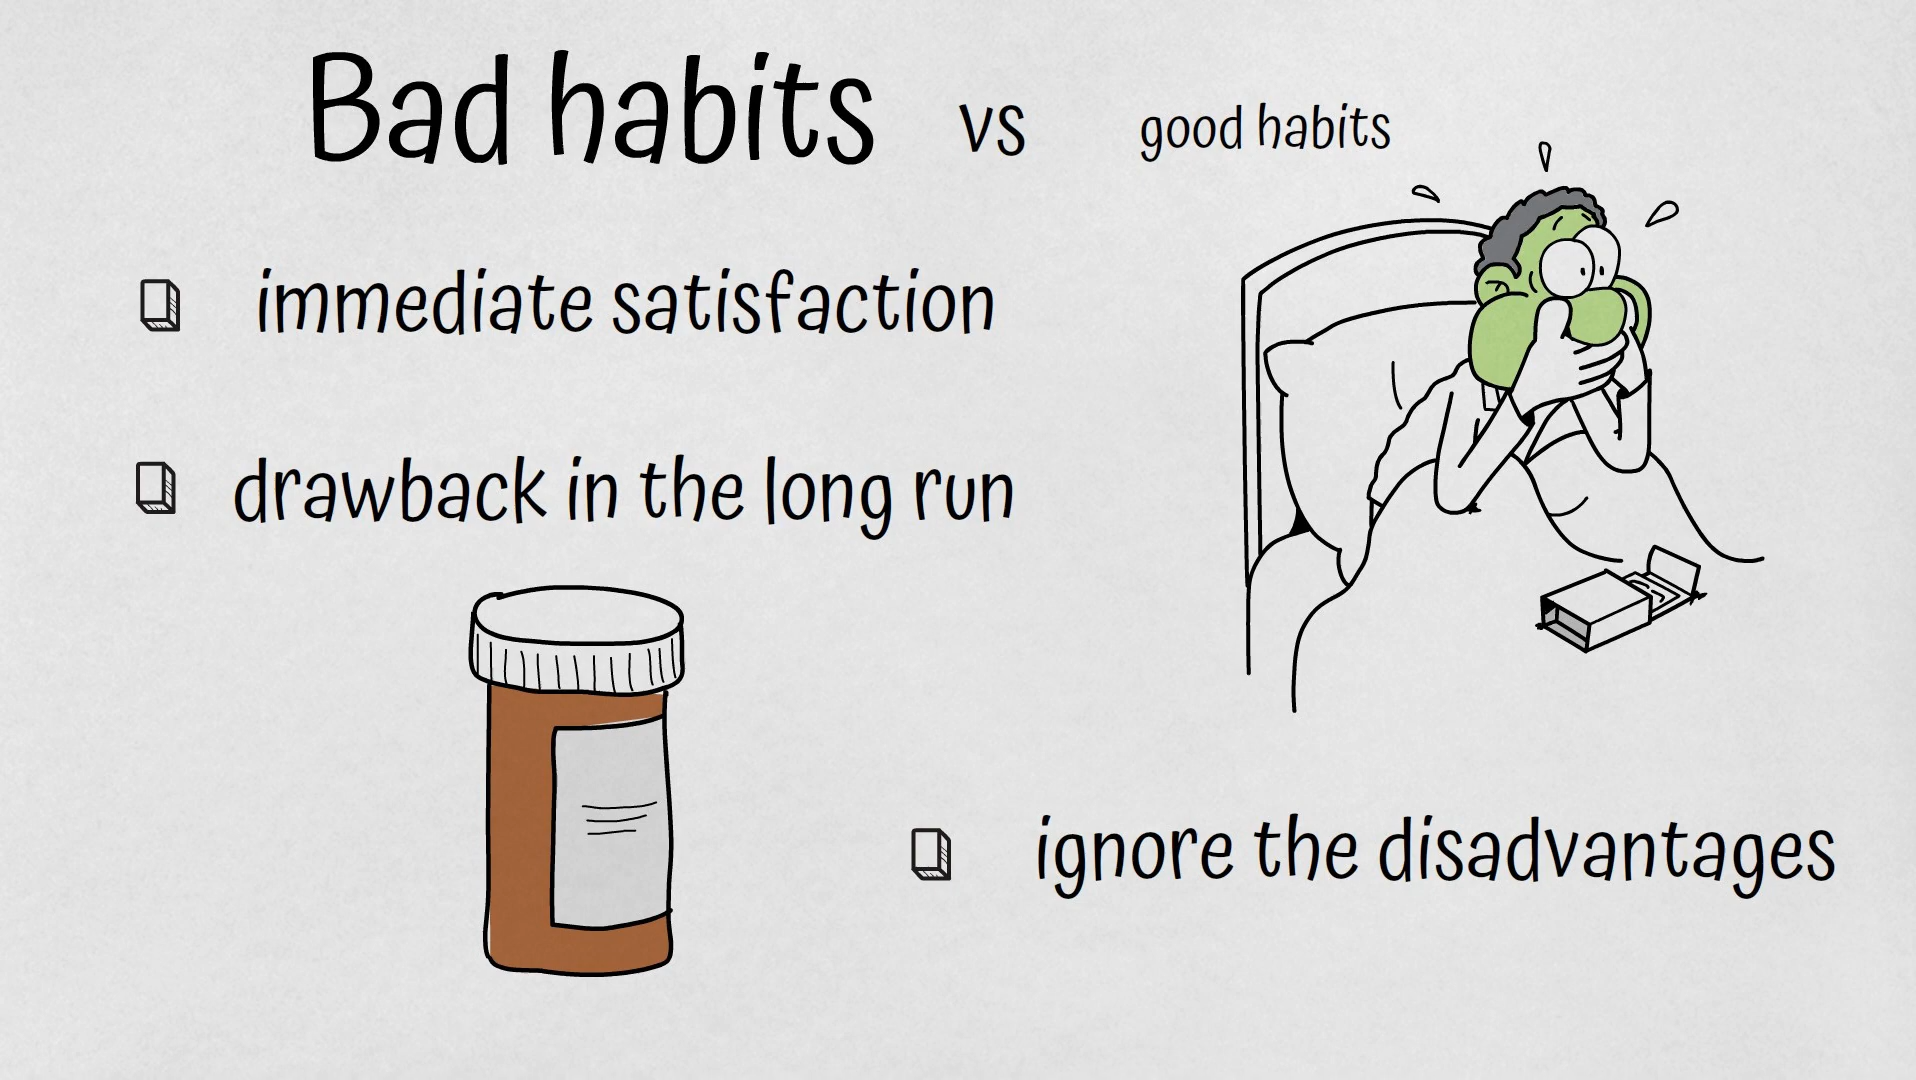 Bad habits vs good habits
immediate satisfaction
drawback in the long run
ignore the disadvantages